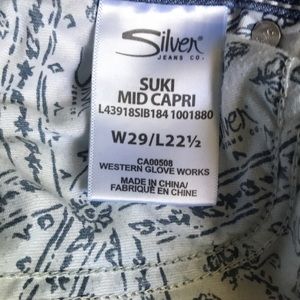 Silver
JEANS CO.
SUKI
MID CAPRI
L43918SIB184 1001880
W29/L22½
CA00508
WESTERN GLOVE WORKS
MADE IN CHINA/
FABRIQUÉ EN CHINE
Silver